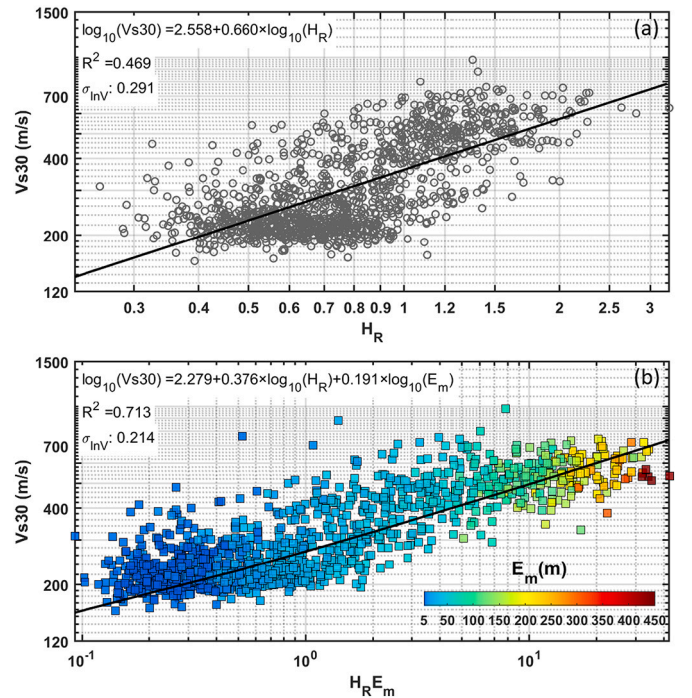 1500
log10(Vs30) =2.558+0.660×log10(HR)
(a)
R2 =0.469
700
σlnV: 0.291
Vs30 (m/s)
400
200
120
0.3 0.4 0.5 0.6 0.7 0.8 0.9 1 1.2 1.5 2 3
HR
1500
log10(Vs30) =2.279+0.376×log10(HR)+0.191×log10(Em)
(b)
R2 =0.713
700
σlnV: 0.214
Vs30 (m/s)
400
Em(m)
200
5 50 100 150 200 250 300 350 400 450
120
10-1 100 101
HREm